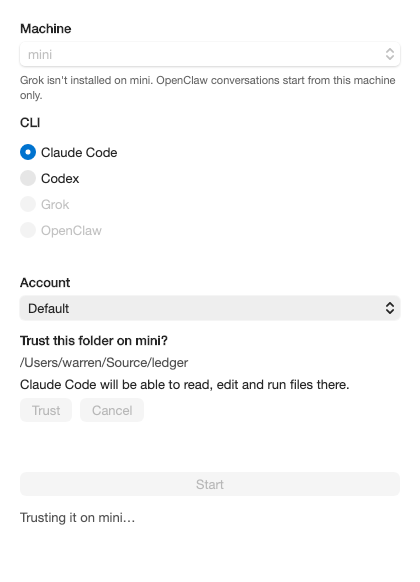 Machine
mini
Grok isn't installed on mini. OpenClaw conversations start from this machine
only.
CLI
Claude Code
Codex
Grok
OpenClaw
Account
Default
Trust this folder on mini?
/Users/warren/Source/ledger
Claude Code will be able to read, edit and run files there.
Trust Cancel
Start
Trusting it on mini…